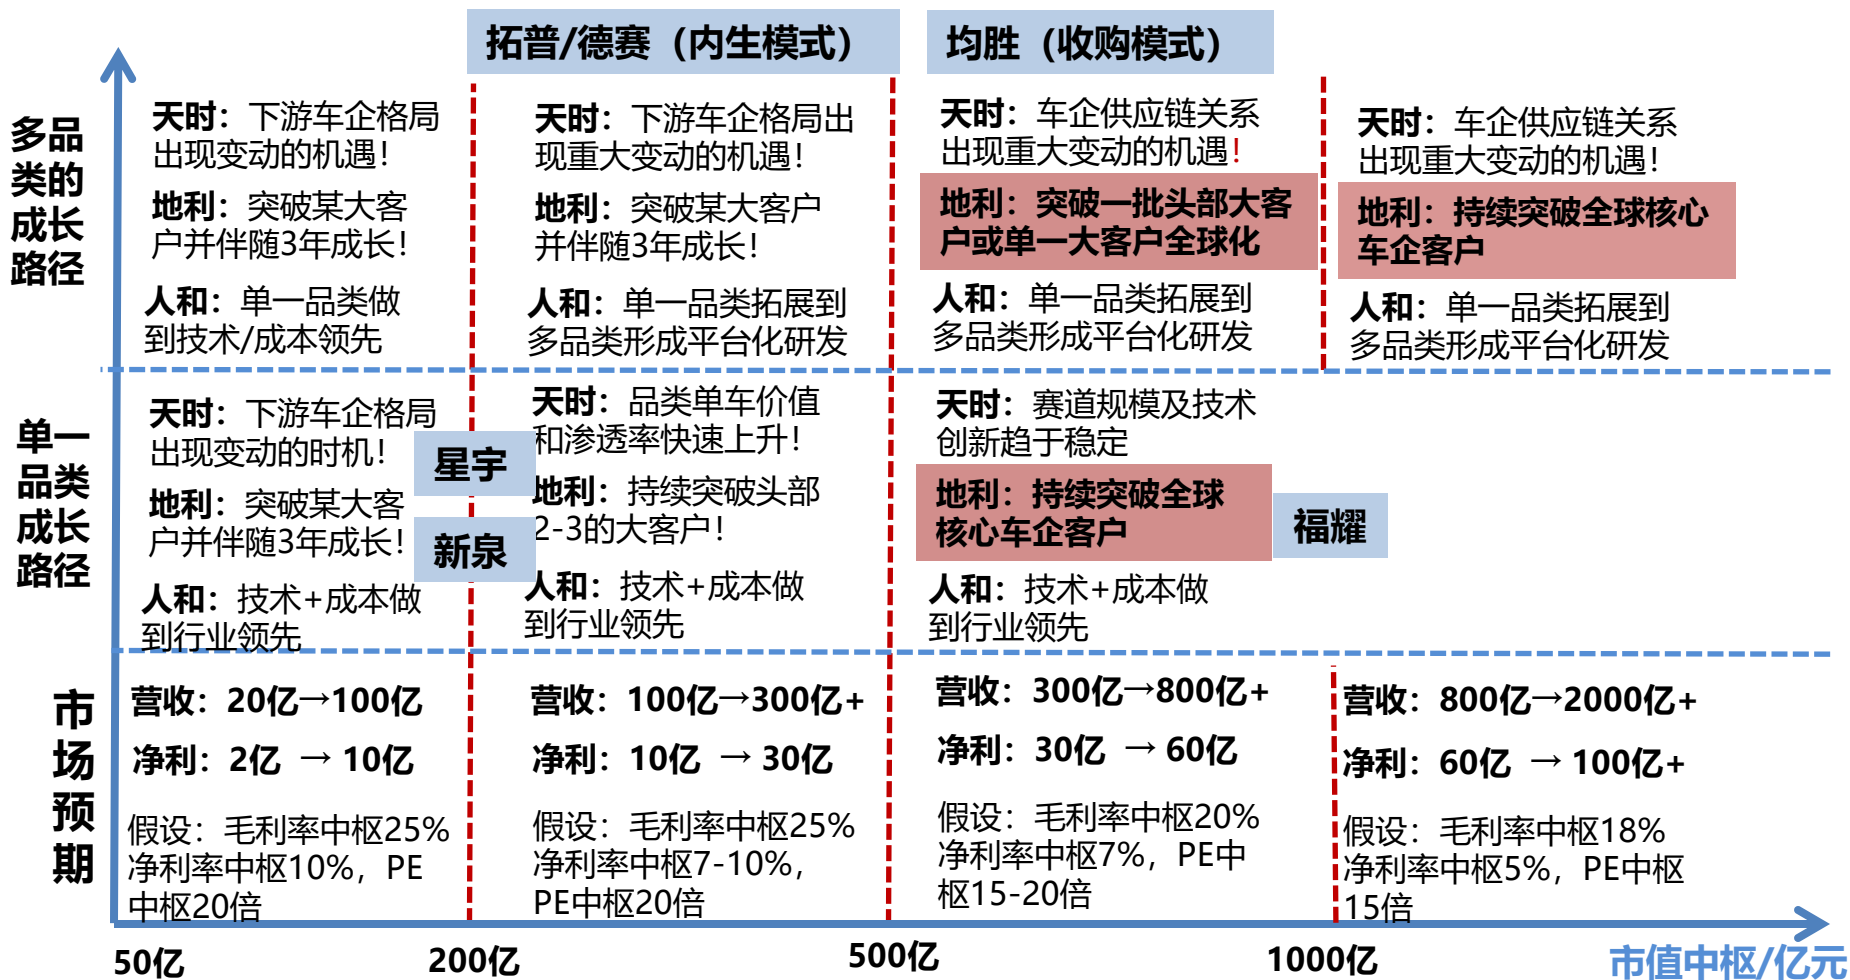 拓普/德赛（内生模式）
均胜（收购模式）
多品
类的
成长
路径
天时：下游车企格局
出现变动的机遇！
地利：突破某大客
户并伴随3年成长！
人和：单一品类做
到技术/成本领先
天时：下游车企格局出
现重大变动的机遇！
地利：突破某大客户
并伴随3年成长！
人和：单一品类拓展到
多品类形成平台化研发
天时：车企供应链关系
出现重大变动的机遇！
地利：突破一批头部大客
户或单一大客户全球化
人和：单一品类拓展到
多品类形成平台化研发
天时：车企供应链关系
出现重大变动的机遇！
地利：持续突破全球核心
车企客户
人和：单一品类拓展到
多品类形成平台化研发
单一
品类
成长
路径
天时：下游车企格局
出现变动的时机！
地利：突破某大客
户并伴随3年成长！
人和：技术+成本做
到行业领先
星宇
新泉
天时：品类单车价值
和渗透率快速上升！
地利：持续突破头部
2-3的大客户！
人和：技术+成本做
到行业领先
天时：赛道规模及技术
创新趋于稳定
地利：持续突破全球
核心车企客户
人和：技术+成本做
到行业领先
福耀
市
场
预
期
营收：20亿→100亿
净利：2亿 → 10亿
假设：毛利率中枢25%
净利率中枢10%，PE
中枢20倍
营收：100亿→300亿+
净利：10亿 → 30亿
假设：毛利率中枢25%
净利率中枢7-10%，
PE中枢20倍
营收：300亿→800亿+
净利：30亿 → 60亿
假设：毛利率中枢20%
净利率中枢7%，PE中
枢15-20倍
营收：800亿→2000亿+
净利：60亿 → 100亿+
假设：毛利率中枢18%
净利率中枢5%，PE中枢
15倍
50亿
200亿
500亿
1000亿
市值中枢/亿元